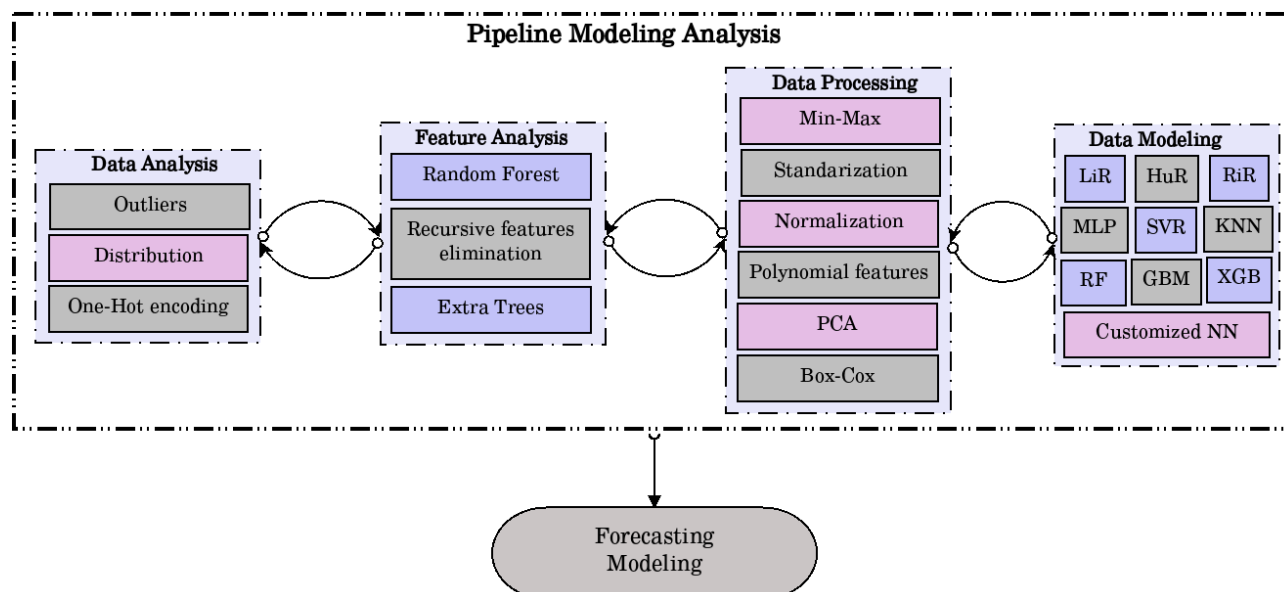 Pipeline Modeling Analysis
Data Analysis
Outliers
Distribution
One-Hot encoding
Feature Analysis
Random Forest
Recursive features
elimination
Extra Trees
Data Processing
Min-Max
Standarization
Normalization
Polynomial features
PCA
Box-Cox
Data Modeling
LiR HuR RiR
MLP SVR KNN
RF GBM XGB
Customized NN
Forecasting
Modeling